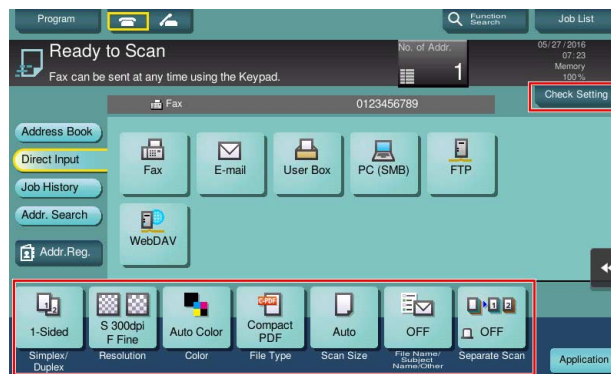 Program
Function
Search
Job List
Ready to Scan
Fax can be sent at any time using the Keypad.
No. of Addr.
1
05/27/2016
07:23
Memory
100 %
Check Setting
Fax 0123456789
Address Book
Direct Input
Job History
Addr. Search
Addr.Reg.
Fax
E-mail
User Box
PC (SMB)
FTP
WebDAV
1-Sided
S 300dpi
F Fine
Auto Color
C-PDF
Compact
PDF
Auto
OFF
OFF
Simplex/
Duplex
Resolution
Color
File Type
Scan Size
File Name/
Subject
Name/Other
Separate Scan
Application